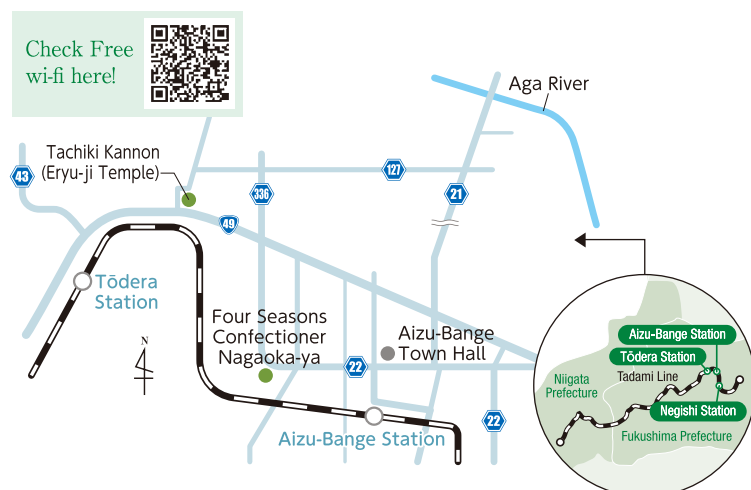 Check Free
wi-fi here!
Aga River
Tachiki Kannon
(Eryu-ji Temple)
43
127
336
21
49
Tōdera
Station
N
Four Seasons
Confectioner
Nagaoka-ya
Aizu-Bange
Town Hall
22
22
Aizu-Bange Station
Aizu-Bange Station
Tōdera Station
Niigata
Prefecture
Tadami Line
Negishi Station
Fukushima Prefecture